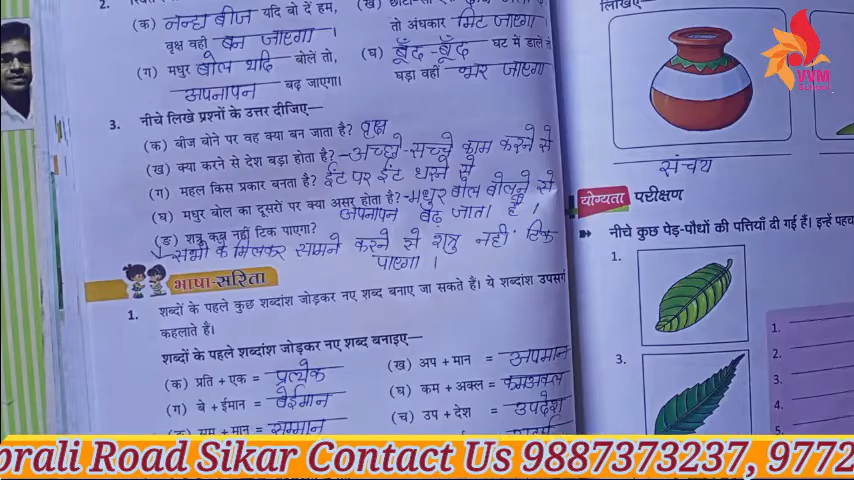 2.
(क) नन्हा बीज यदि बो दें हम,
वृक्ष वही बन जाएगा।
तो अंधकार मिट जाएगा।
(ग) मधुर बोल यदि बोलें तो,
अपनापन बढ़ जाएगा।
(घ) बूँद-बूँद घट में डालें तो
घड़ा वहीं भर जाएगा
3. नीचे लिखे प्रश्नों के उत्तर दीजिए—
(क) बीज बोने पर वह क्या बन जाता है? वृक्ष
(ख) क्या करने से देश बड़ा होता है?-अच्छे-सच्चे काम करने से
(ग) महल किस प्रकार बनता है? ईंट पर ईंट धरने से
(घ) मधुर बोल का दूसरों पर क्या असर होता है?-मधुर बोल बोलने से
अपनापन बढ़ जाता है।
(ङ) शत्रु कब नहीं टिक पाएगा?
सभी के मिलकर सामने करने से शत्रु नहीं टिक
पाएगा।
भाषा-सरिता
1. शब्दों के पहले कुछ शब्दांश जोड़कर नए शब्द बनाए जा सकते हैं। ये शब्दांश उपसर्ग
कहलाते हैं।
शब्दों के पहले शब्दांश जोड़कर नए शब्द बनाइए—
(क) प्रति + एक = प्रत्येक
(ख) अप + मान = अपमान
(ग) बे + ईमान = बेईमान
(घ) कम + अक्ल = कमअक्ल
मान = सम्मान
(च) उप + देश = उपदेश
लिखिए-
संचय
योग्यता परीक्षण
नीचे कुछ पेड़-पौधों की पत्तियाँ दी गई हैं। इन्हें पहच
1.
3.
1.
2.
3.
4.
5.
VVM
School
orali Road Sikar Contact Us 9887373237, 9772